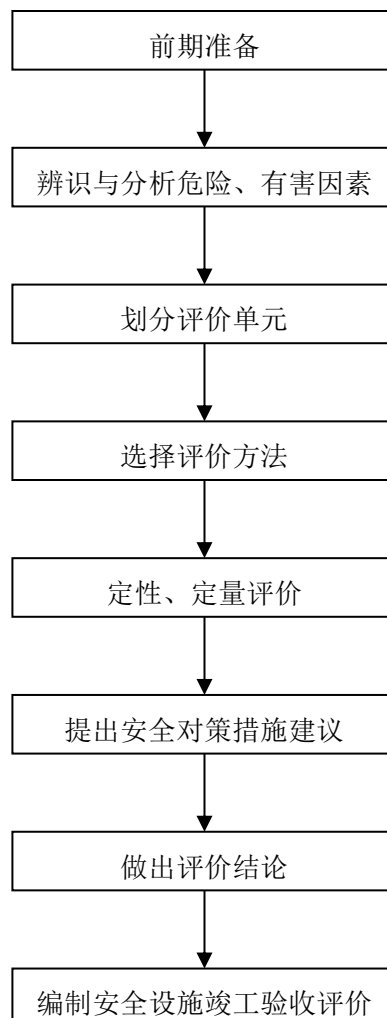 前期准备
辨识与分析危险、有害因素
划分评价单元
选择评价方法
定性、定量评价
提出安全对策措施建议
做出评价结论
编制安全设施竣工验收评价